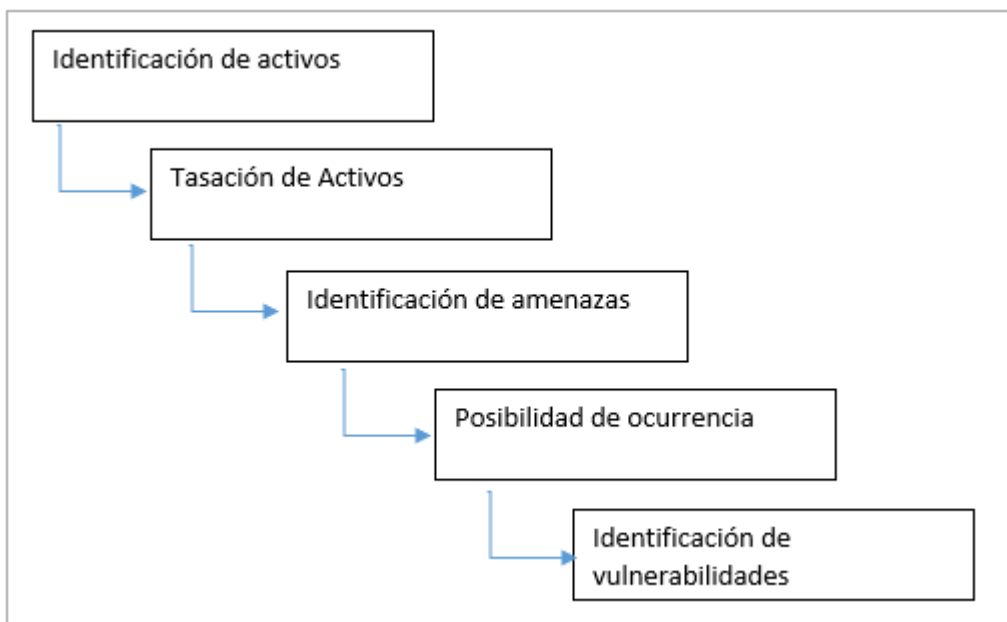 Identificación de activos
Tasación de Activos
Identificación de amenazas
Posibilidad de ocurrencia
Identificación de
vulnerabilidades